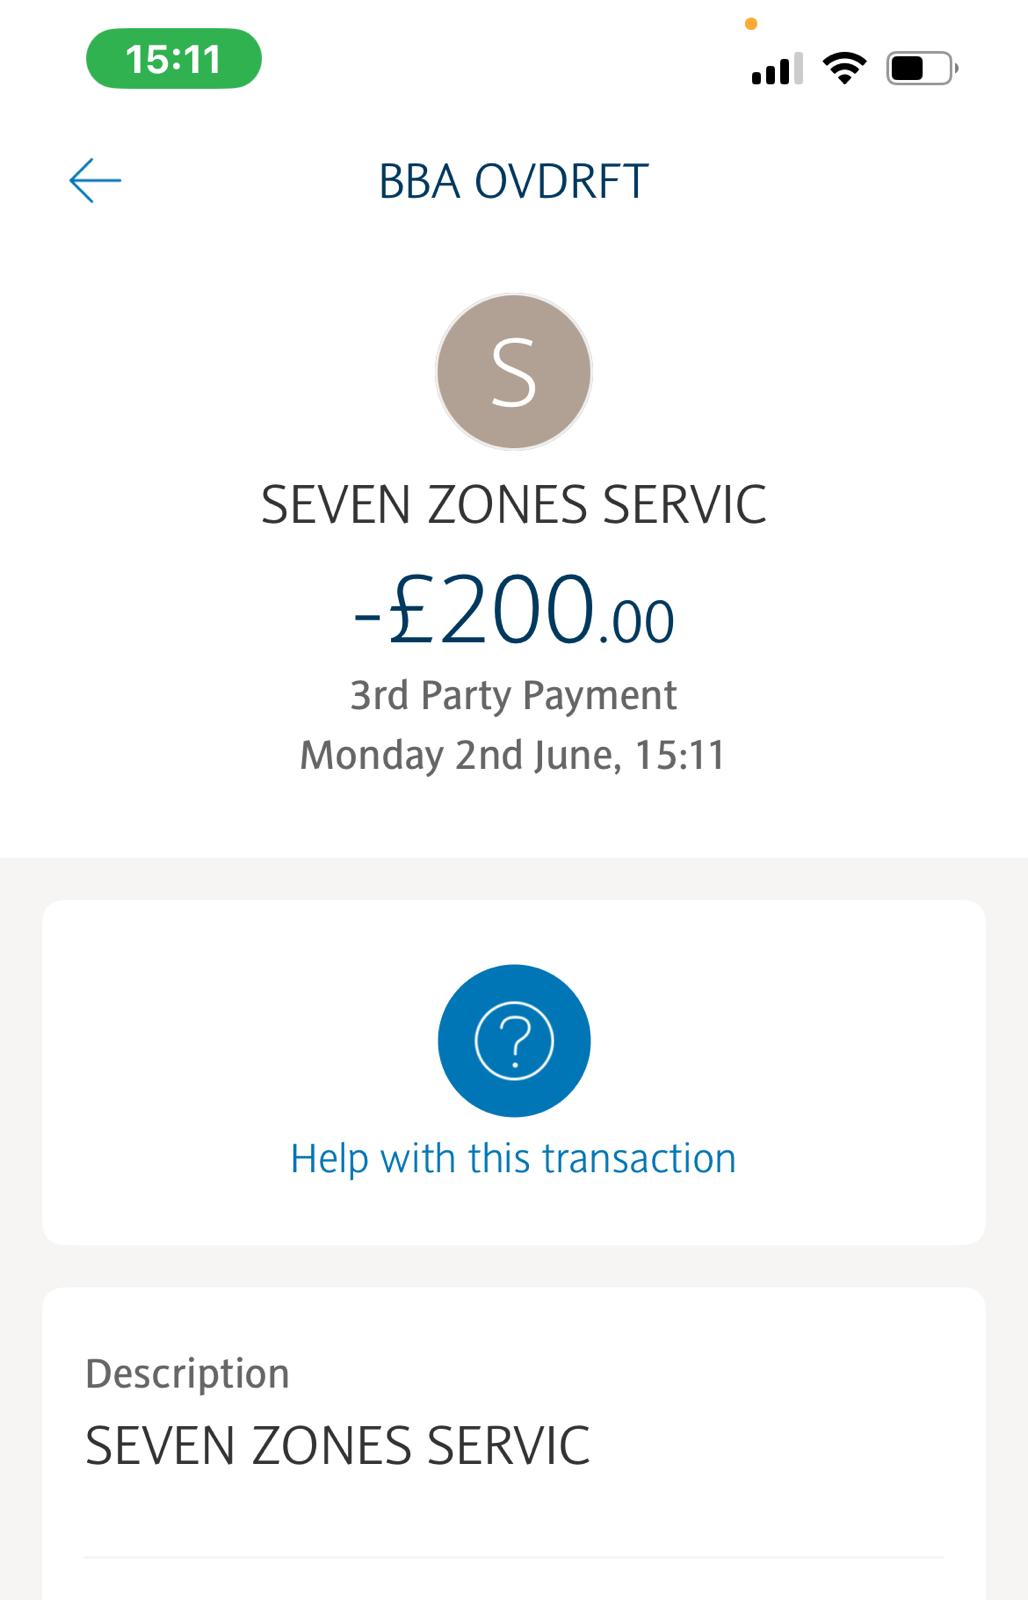 15:11
BBA OVDRFT
S
SEVEN ZONES SERVIC
-£200.00
3rd Party Payment
Monday 2nd June, 15:11
?
Help with this transaction
Description
SEVEN ZONES SERVIC